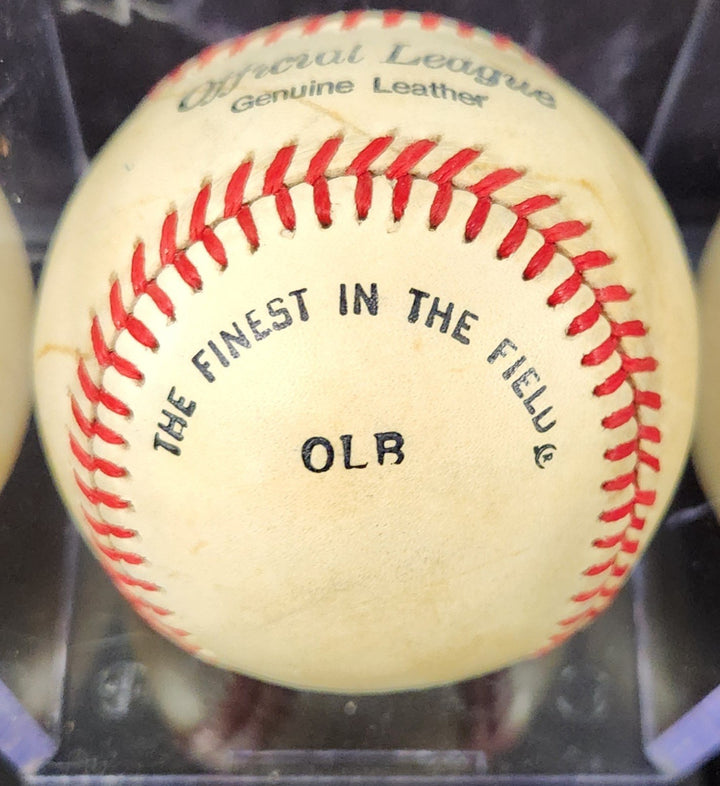 Official League
Genuine Leather
THE FINEST IN THE FIELD ®
OLB